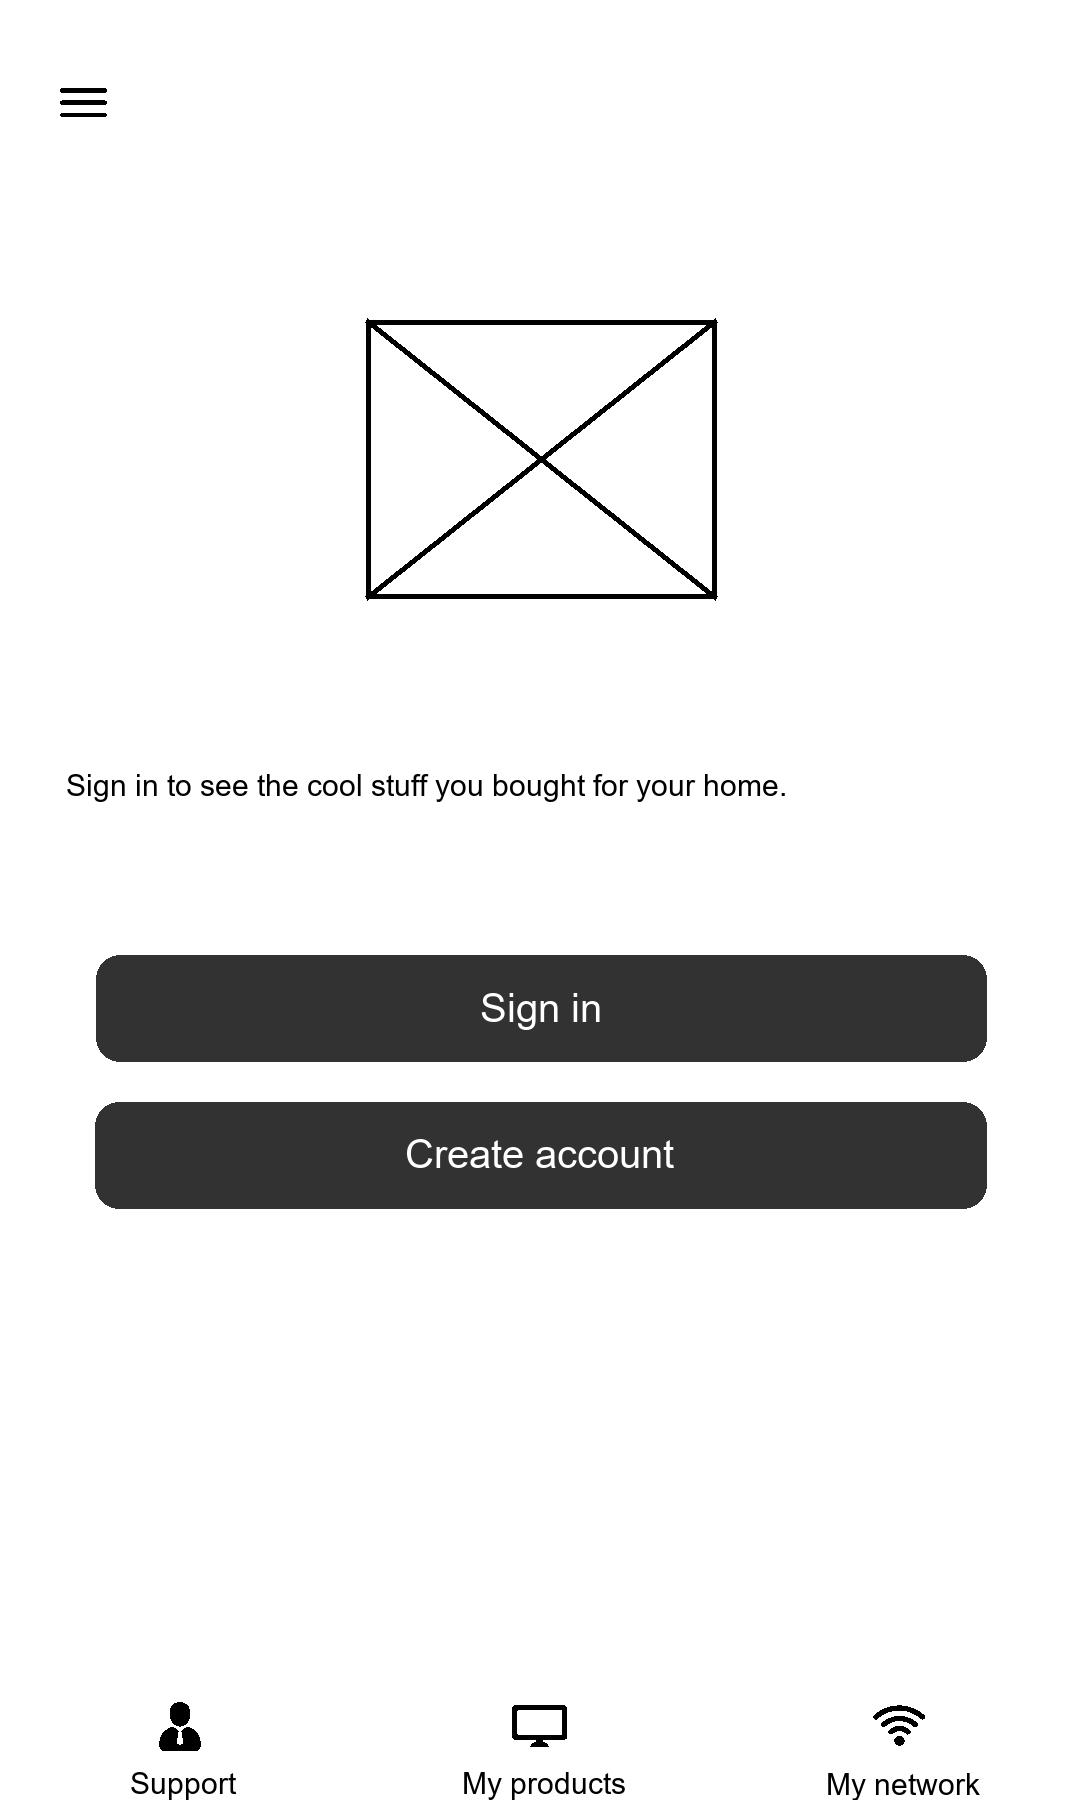 Sign in to see the cool stuff you bought for your home.
Sign in
Create account
Support
My products
My network